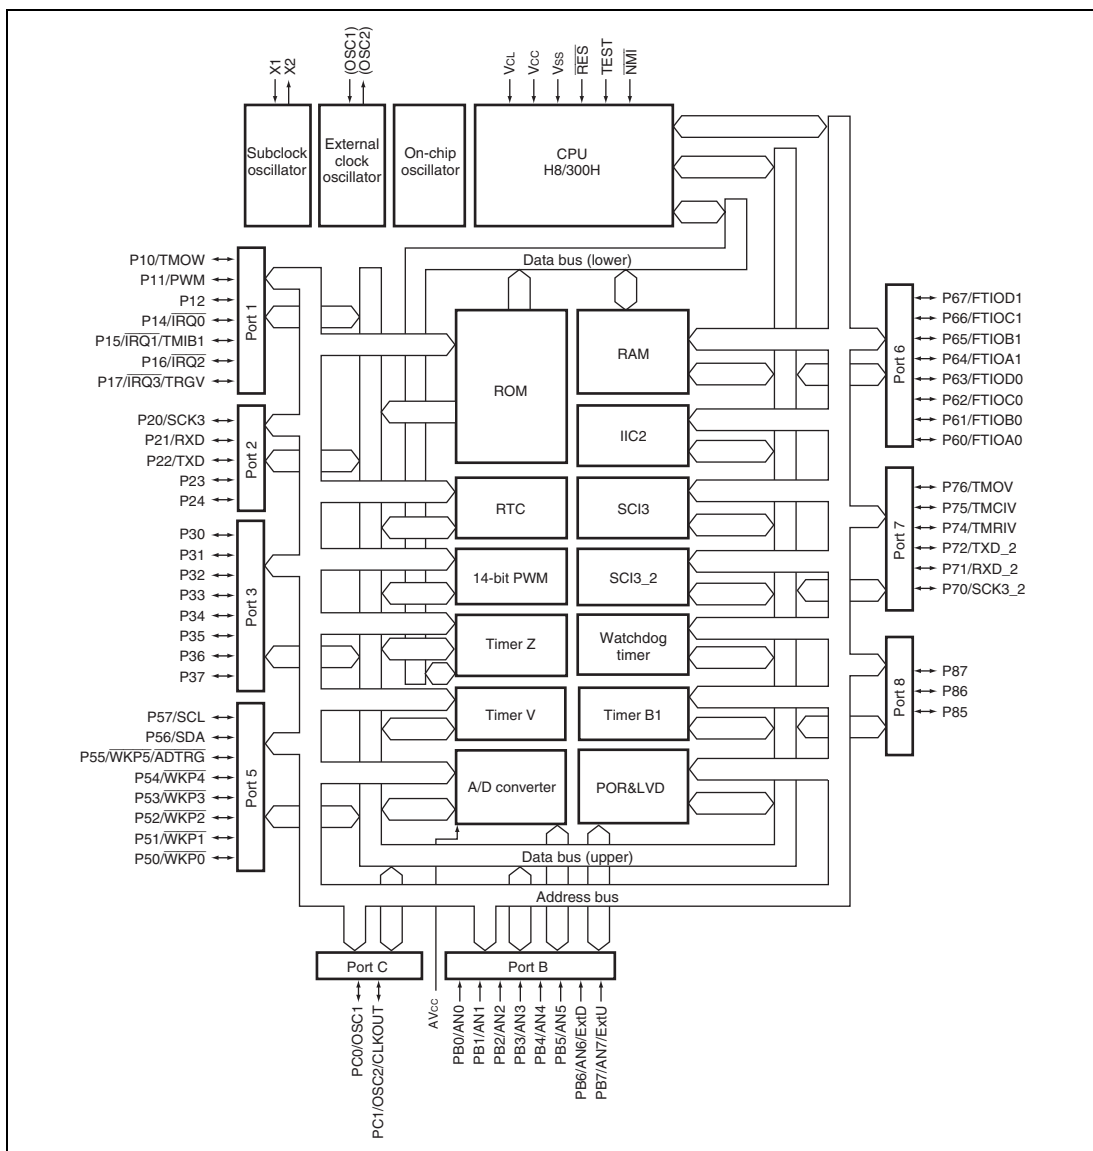 X1
X2
(OSC1)
(OSC2)
VCL
VCC
VSS
RES
TEST
NMI
Subclock
oscillator
External
clock
oscillator
On-chip
oscillator
CPU
H8/300H
Data bus (lower)
P10/TMOW
P11/PWM
P12
P14/IRQ0
P15/IRQ1/TMIB1
P16/IRQ2
P17/IRQ3/TRGV
Port 1
P20/SCK3
P21/RXD
P22/TXD
P23
P24
Port 2
P30
P31
P32
P33
P34
P35
P36
P37
Port 3
P57/SCL
P56/SDA
P55/WKP5/ADTRG
P54/WKP4
P53/WKP3
P52/WKP2
P51/WKP1
P50/WKP0
Port 5
ROM
RAM
IIC2
RTC
SCI3
14-bit PWM
SCI3_2
Timer Z
Watchdog
timer
Timer V
Timer B1
A/D converter
POR&LVD
Port 6
P67/FTIOD1
P66/FTIOC1
P65/FTIOB1
P64/FTIOA1
P63/FTIOD0
P62/FTIOC0
P61/FTIOB0
P60/FTIOA0
Port 7
P76/TMOV
P75/TMCIV
P74/TMRIV
P72/TXD_2
P71/RXD_2
P70/SCK3_2
Port 8
P87
P86
P85
Data bus (upper)
Address bus
Port C
Port B
PC0/OSC1
PC1/OSC2/CLKOUT
AVCC
PB0/AN0
PB1/AN1
PB2/AN2
PB3/AN3
PB4/AN4
PB5/AN5
PB6/AN6/ExtD
PB7/AN7/ExtU